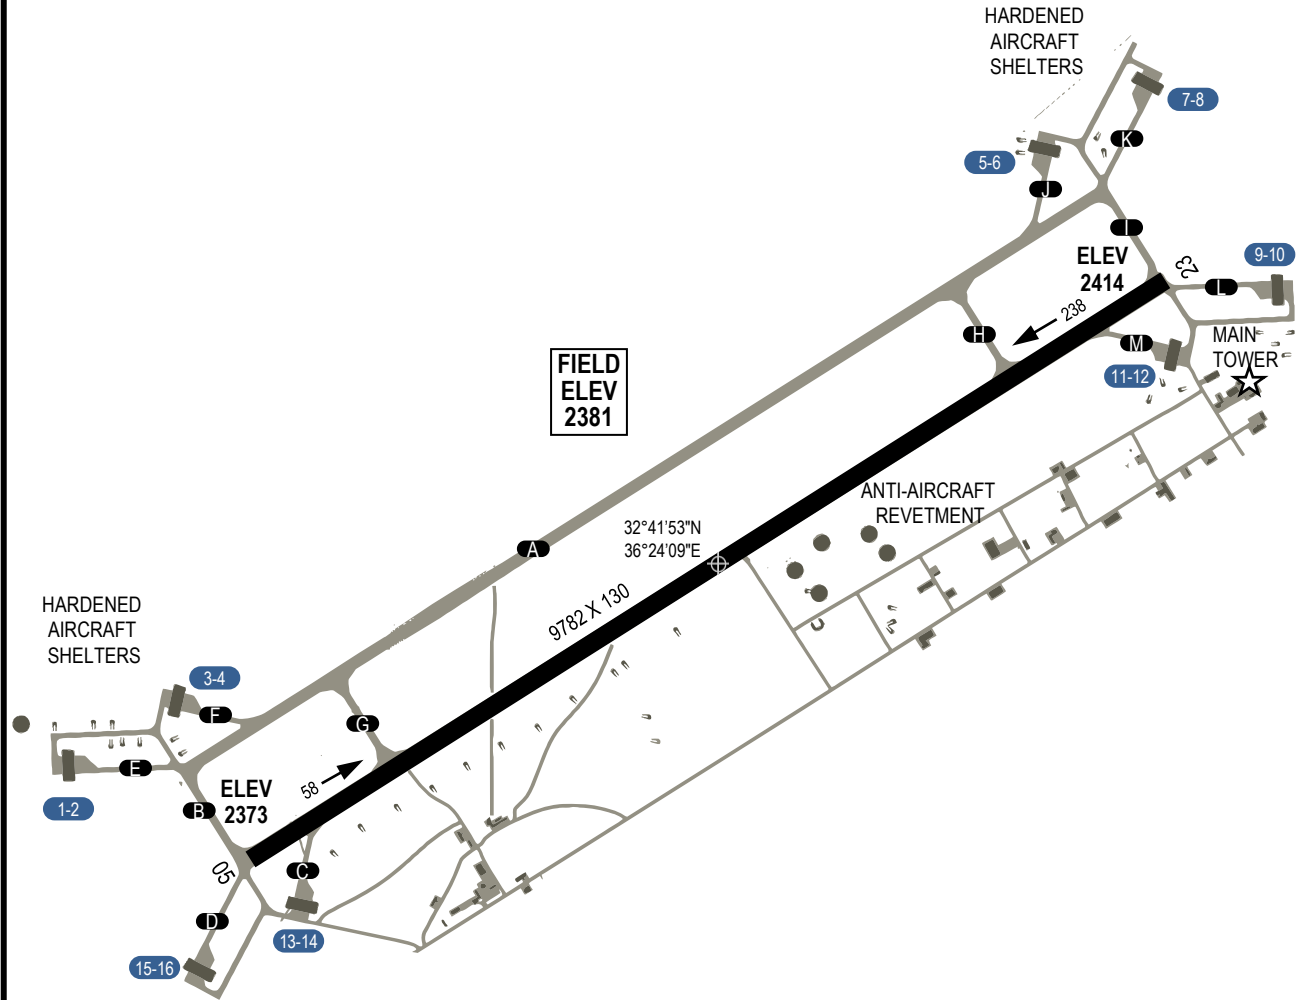 HARDENED
AIRCRAFT
SHELTERS
7-8
K
5-6
J
I
ELEV
2414
23
9-10
L
238
H
M
MAIN
TOWER
11-12
FIELD
ELEV
2381
ANTI-AIRCRAFT
REVETMENT
32°41'53"N
36°24'09"E
A
9782 X 130
HARDENED
AIRCRAFT
SHELTERS
3-4
F
G
E
58
ELEV
2373
1-2
B
05
C
D
13-14
15-16